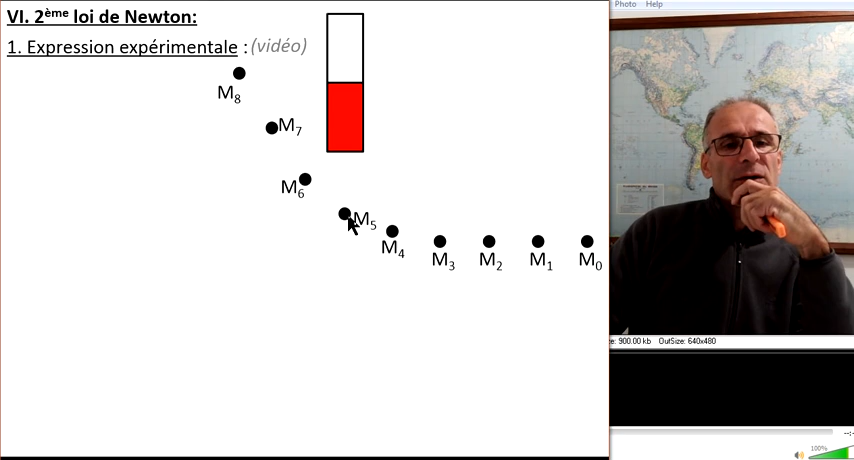 VI. 2ème loi de Newton:
1. Expression expérimentale : (vidéo)
M8
M7
M6
M5
M4
M3
M2
M1
M0
Photo Help
ze: 900.00 kb OutSize: 640x480
100%